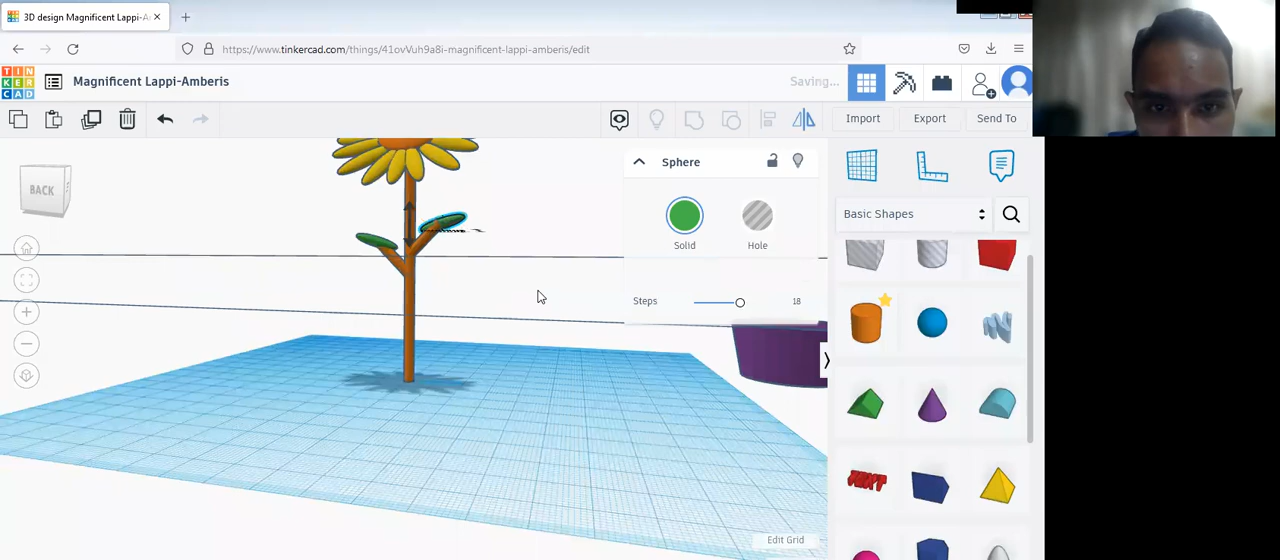 3D design Magnificent Lappi-A
https://www.tinkercad.com/things/41ovVuh9a8i-magnificent-lappi-amberis/edit
TIN
KER
CAD
Magnificent Lappi-Amberis
Saving...
Import
Export
Send To
BACK
Sphere
Solid
Hole
Steps
18
Basic Shapes
TEXT
Edit Grid